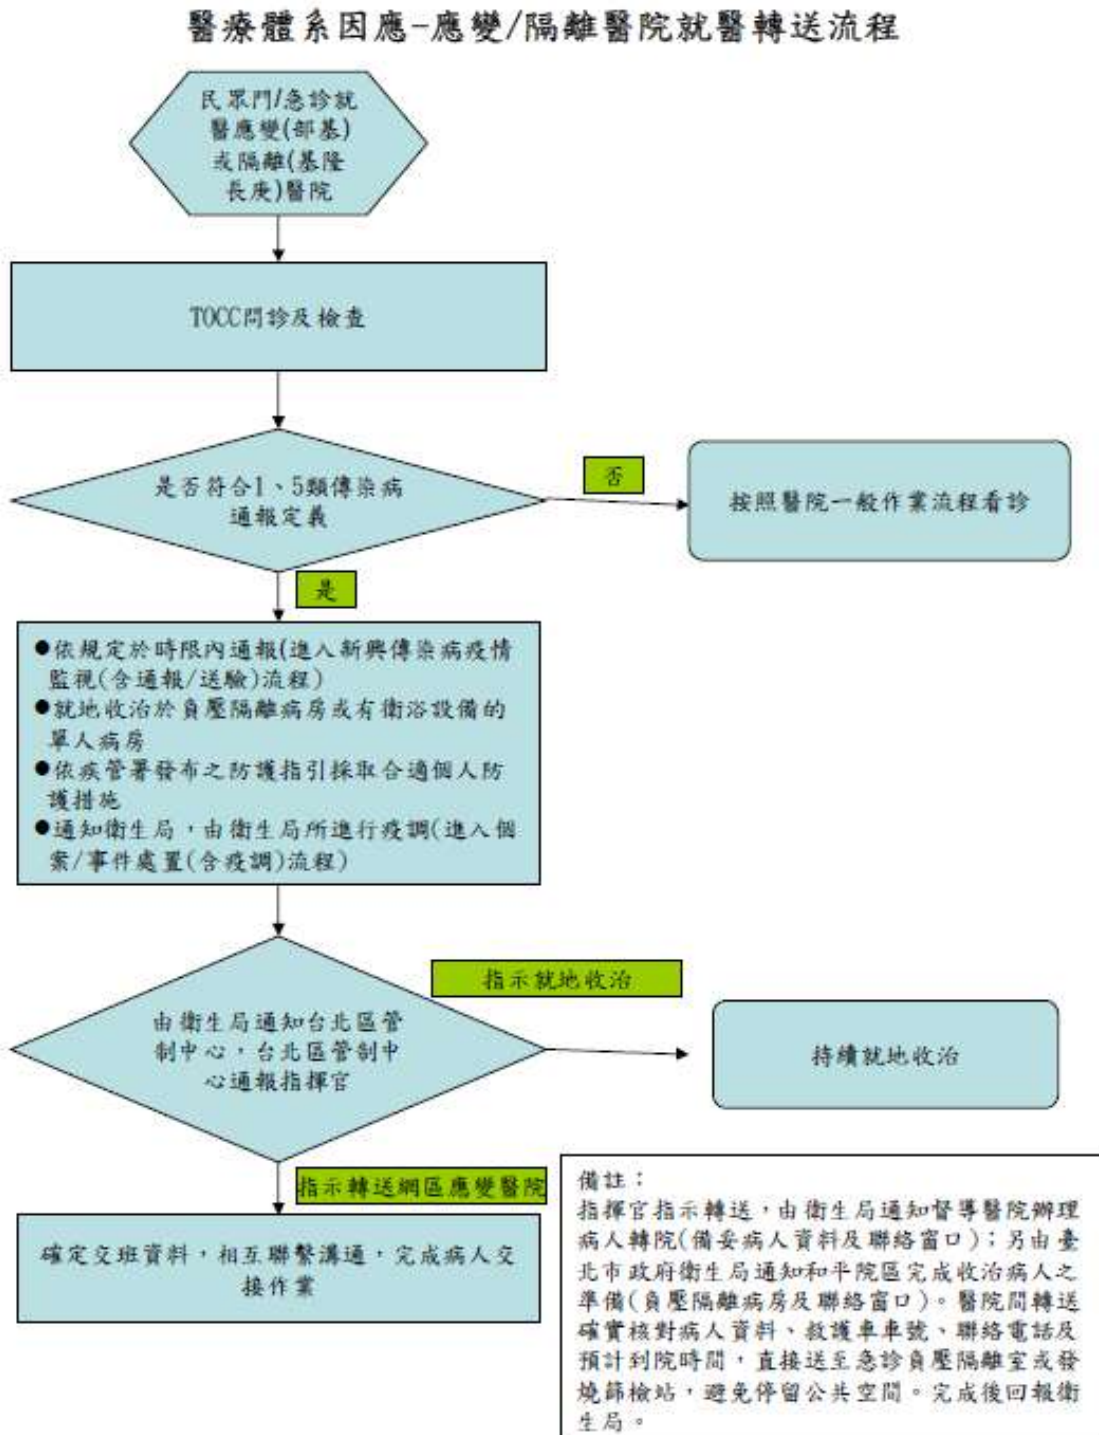 醫療體系因應-應變/隔離醫院就醫轉送流程
民眾門/急診就
醫應變(部基)
或隔離(基隆
長庚)醫院
TOCC問診及檢查
是否符合1、5類傳染病
通報定義
否
按照醫院一般作業流程看診
是
●依規定於時限內通報(進入新興傳染病疫情
監視(含通報/送驗)流程)
●就地收治於負壓隔離病房或有衛浴設備的
單人病房
●依疾管署發布之防護指引採取合適個人防
護措施
●通知衛生局，由衛生局所進行疫調(進入個
案/事件處置(含疫調)流程)
指示就地收治
由衛生局通知台北區管
制中心，台北區管制中
心通報指揮官
持續就地收治
指示轉送網區應變醫院
確定交班資料，相互聯繫溝通，完成病人交
接作業
備註：
指揮官指示轉送，由衛生局通知督導醫院辦理
病人轉院(備妥病人資料及聯絡窗口)；另由臺
北市政府衛生局通知和平院區完成收治病人之
準備(負壓隔離病房及聯絡窗口)。醫院間轉送
確實核對病人資料、救護車車號、聯絡電話及
預計到院時間，直接送至急診負壓隔離室或發
燒篩檢站，避免停留公共空間。完成後回報衛
生局。